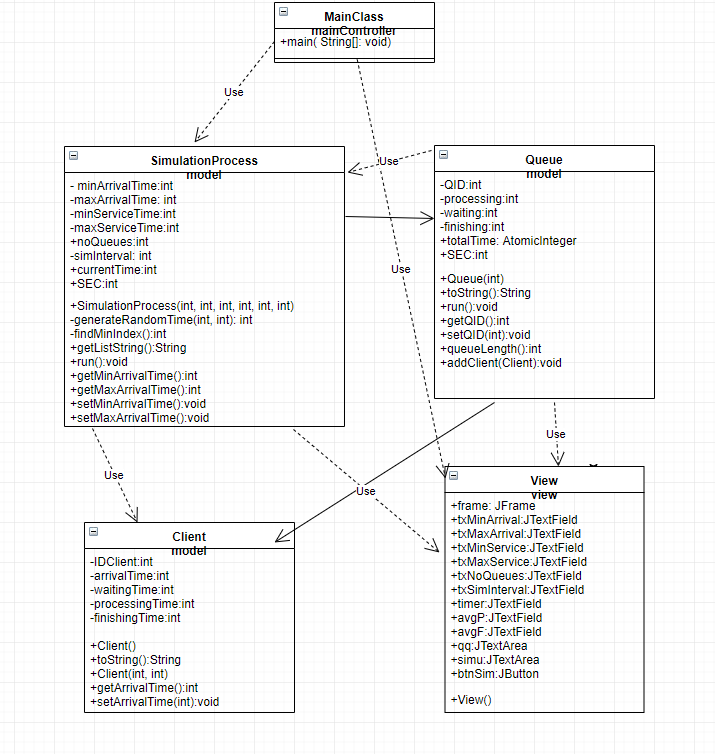 MainClass
mainController
+main( String[]: void)
Use
SimulationProcess
model
- minArrivalTime:int
-maxArrivalTime: int
-minServiceTime:int
-maxServiceTime:int
+noQueues:int
-simInterval: int
+currentTime:int
+SEC:int
+SimulationProcess(int, int, int, int, int, int)
-generateRandomTime(int, int): int
-findMinIndex():int
+getListString():String
+run():void
+getMinArrivalTime():int
+getMaxArrivalTime():int
+setMinArrivalTime():void
+setMaxArrivalTime():void
Use
Queue
model
-QID:int
-processing:int
-waiting:int
-finishing:int
+totalTime: AtomicInteger
+SEC:int
+Queue(int)
+toString():String
+run():void
+getQID():int
+setQID(int):void
+queueLength():int
+addClient(Client):void
Use
Use
Use
Use
Client
model
-IDClient:int
-arrivalTime:int
-waitingTime:int
-processingTime:int
-finishingTime:int
+Client()
+toString():String
+Client(int, int)
+getArrivalTime():int
+setArrivalTime(int):void
View
view
+frame: JFrame
+txMinArrival:JTextField
+txMaxArrival:JTextField
+txMinService:JTextField
+txMaxService:JTextField
+txNoQueues:JTextField
+txSimInterval:JTextField
+timer:JTextField
+avgP:JTextField
+avgF:JTextField
+qq:JTextArea
+simu:JTextArea
+btnSim:JButton
+View()